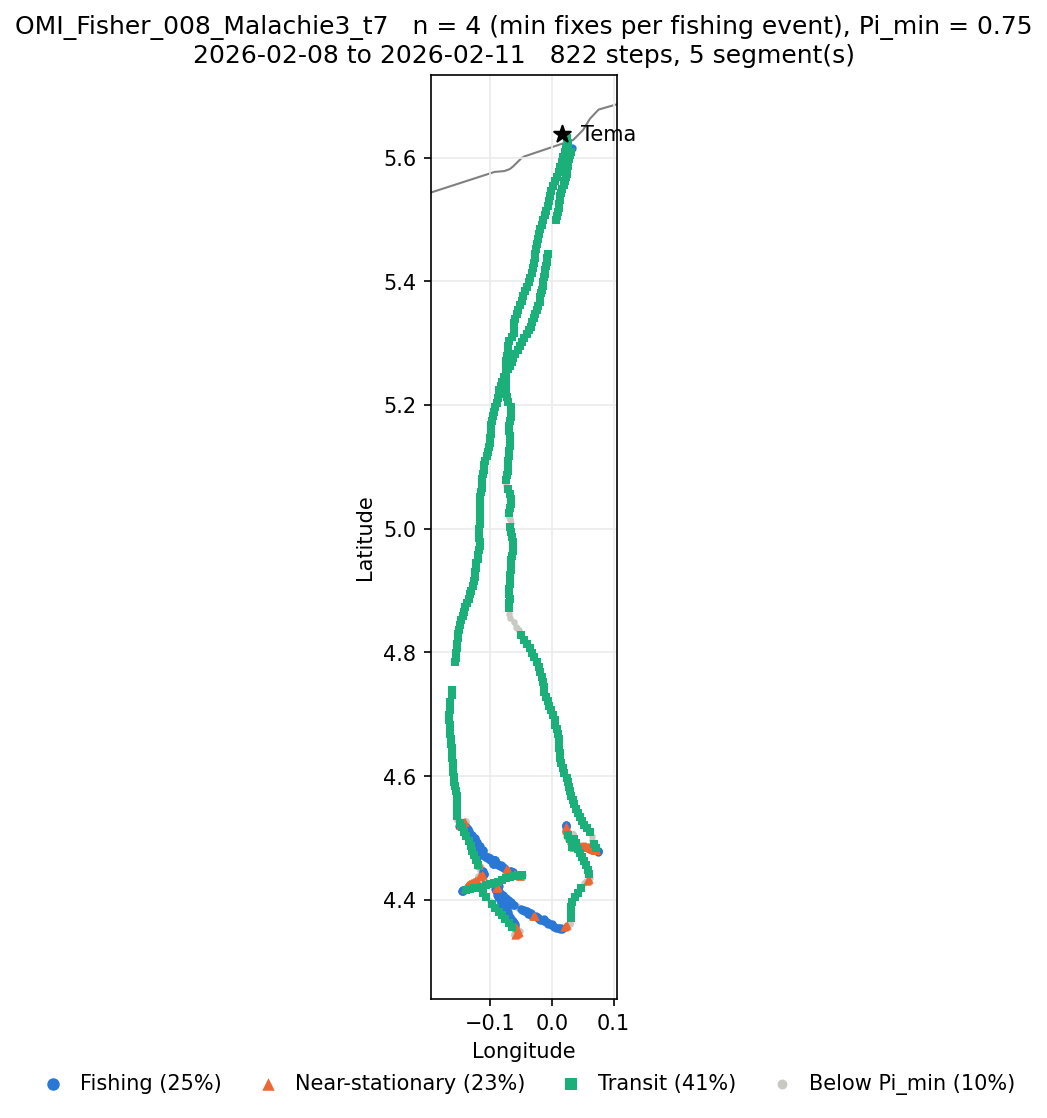 OMI_Fisher_008_Malachie3_t7   n = 4 (min fixes per fishing event), Pi_min = 0.75
2026-02-08 to 2026-02-11   822 steps, 5 segment(s)
Tema
5.6
5.4
5.2
5.0
4.8
4.6
4.4
Latitude
−0.1 0.0 0.1
Longitude
Fishing (25%) Near-stationary (23%) Transit (41%) Below Pi_min (10%)